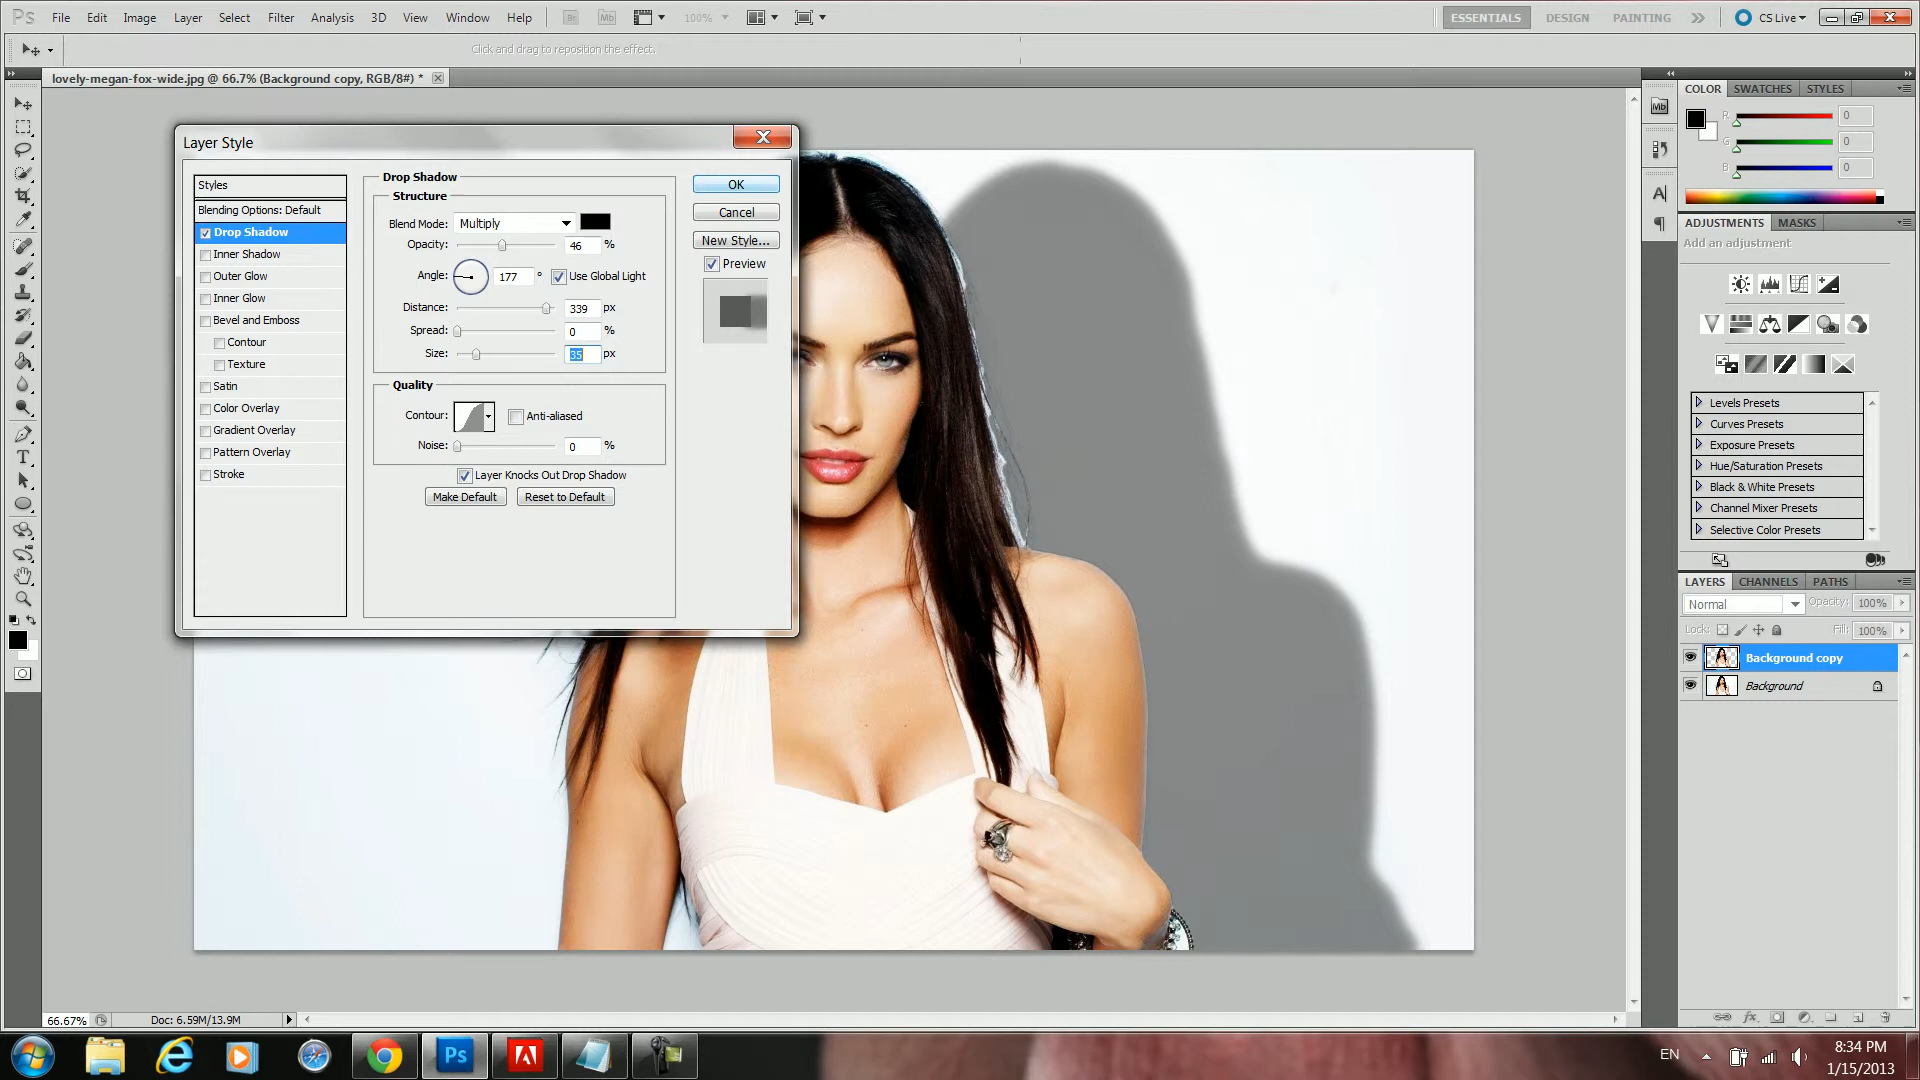 Ps File Edit Image Layer Select Filter Analysis 3D View Window Help Br Mb 100% ESSENTIALS DESIGN PAINTING CS Live
Click and drag to reposition the effect.
lovely-megan-fox-wide.jpg @ 66.7% (Background copy, RGB/8#) *
Layer Style
Styles
Blending Options: Default
Drop Shadow
Inner Shadow
Outer Glow
Inner Glow
Bevel and Emboss
Contour
Texture
Satin
Color Overlay
Gradient Overlay
Pattern Overlay
Stroke
Drop Shadow
Structure
Blend Mode: Multiply
Opacity: 46 %
Angle: 177 ° Use Global Light
Distance: 339 px
Spread: 0 %
Size: 35 px
Quality
Contour: Anti-aliased
Noise: 0 %
Layer Knocks Out Drop Shadow
Make Default Reset to Default
OK
Cancel
New Style...
Preview
Mb
A
COLOR SWATCHES STYLES
R 0
G 0
B 0
ADJUSTMENTS MASKS
Add an adjustment
Levels Presets
Curves Presets
Exposure Presets
Hue/Saturation Presets
Black & White Presets
Channel Mixer Presets
Selective Color Presets
LAYERS CHANNELS PATHS
Normal Opacity: 100%
Lock: Fill: 100%
Background copy
Background
66.67% Doc: 6.59M/13.9M
Ps
EN
8:34 PM
1/15/2013